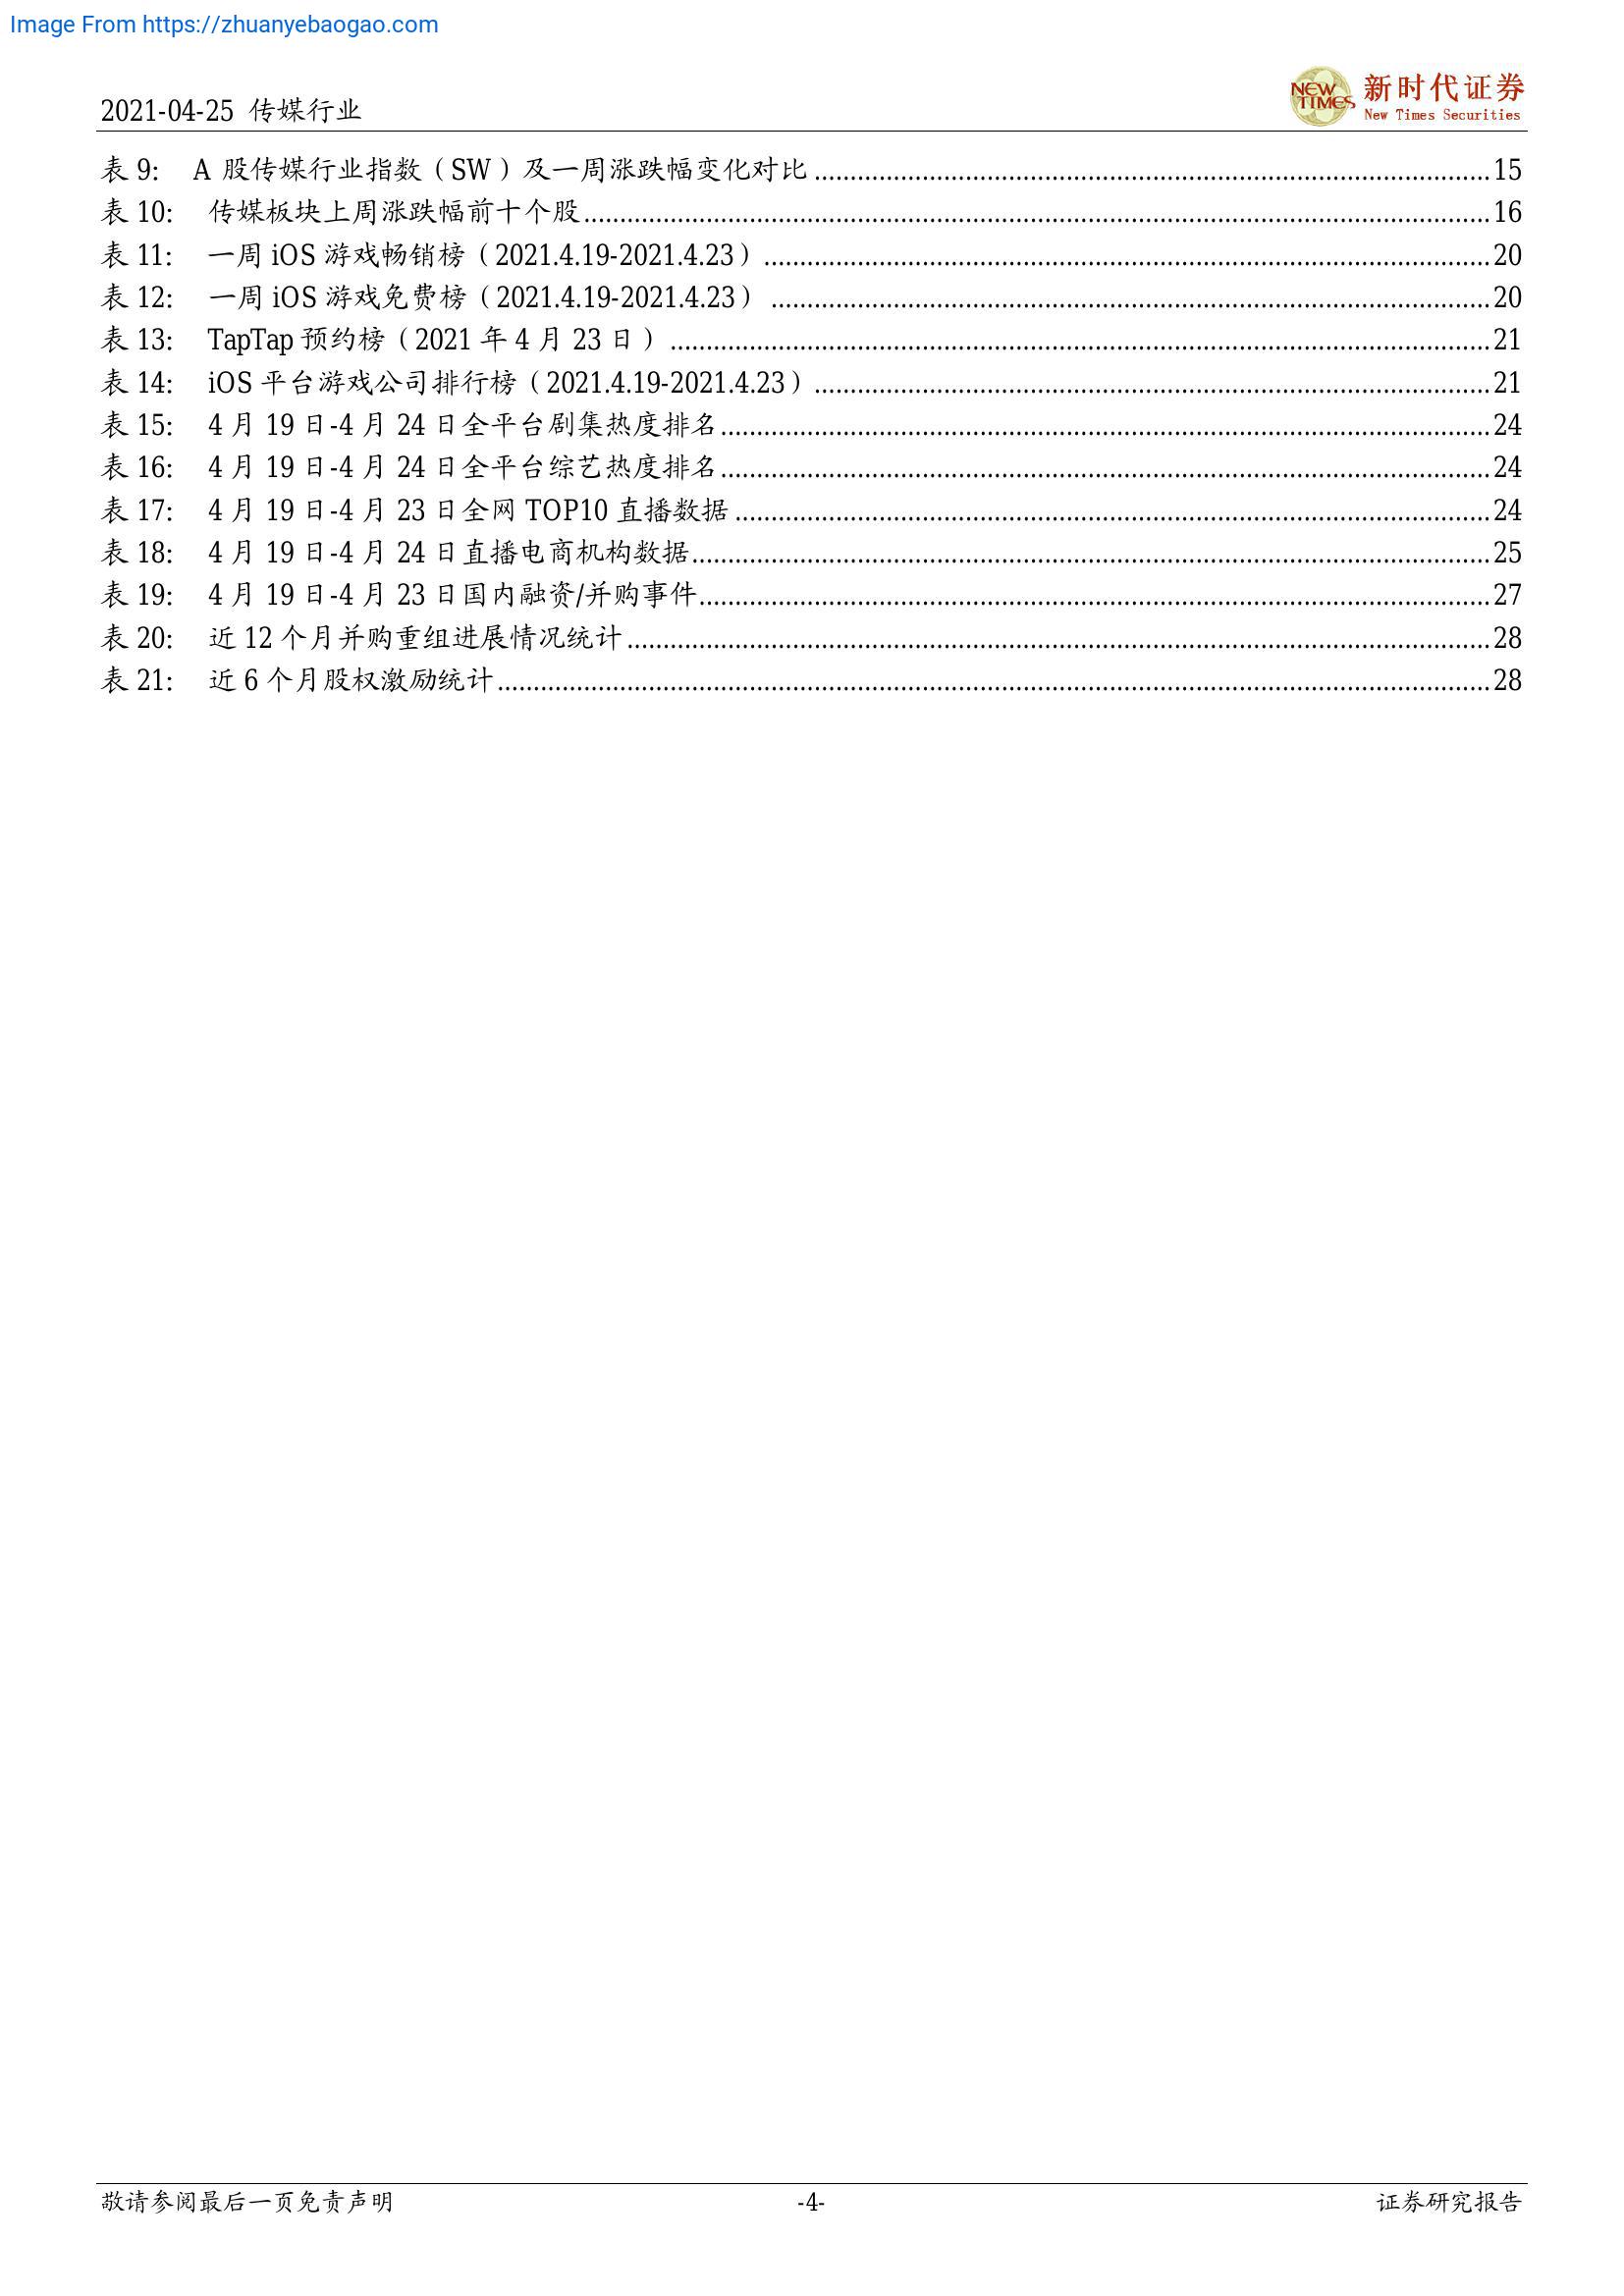 Image From https://zhuanyebaogao.com
2021-04-25 传媒行业
NEW TIMES 新时代证券
New Times Securities
表 9: A 股传媒行业指数（SW）及一周涨跌幅变化对比 15
表 10: 传媒板块上周涨跌幅前十个股 16
表 11: 一周 iOS 游戏畅销榜（2021.4.19-2021.4.23） 20
表 12: 一周 iOS 游戏免费榜（2021.4.19-2021.4.23） 20
表 13: TapTap 预约榜（2021 年 4 月 23 日） 21
表 14: iOS 平台游戏公司排行榜（2021.4.19-2021.4.23） 21
表 15: 4 月 19 日-4 月 24 日全平台剧集热度排名 24
表 16: 4 月 19 日-4 月 24 日全平台综艺热度排名 24
表 17: 4 月 19 日-4 月 23 日全网 TOP10 直播数据 24
表 18: 4 月 19 日-4 月 24 日直播电商机构数据 25
表 19: 4 月 19 日-4 月 23 日国内融资/并购事件 27
表 20: 近 12 个月并购重组进展情况统计 28
表 21: 近 6 个月股权激励统计 28
敬请参阅最后一页免责声明 -4- 证券研究报告